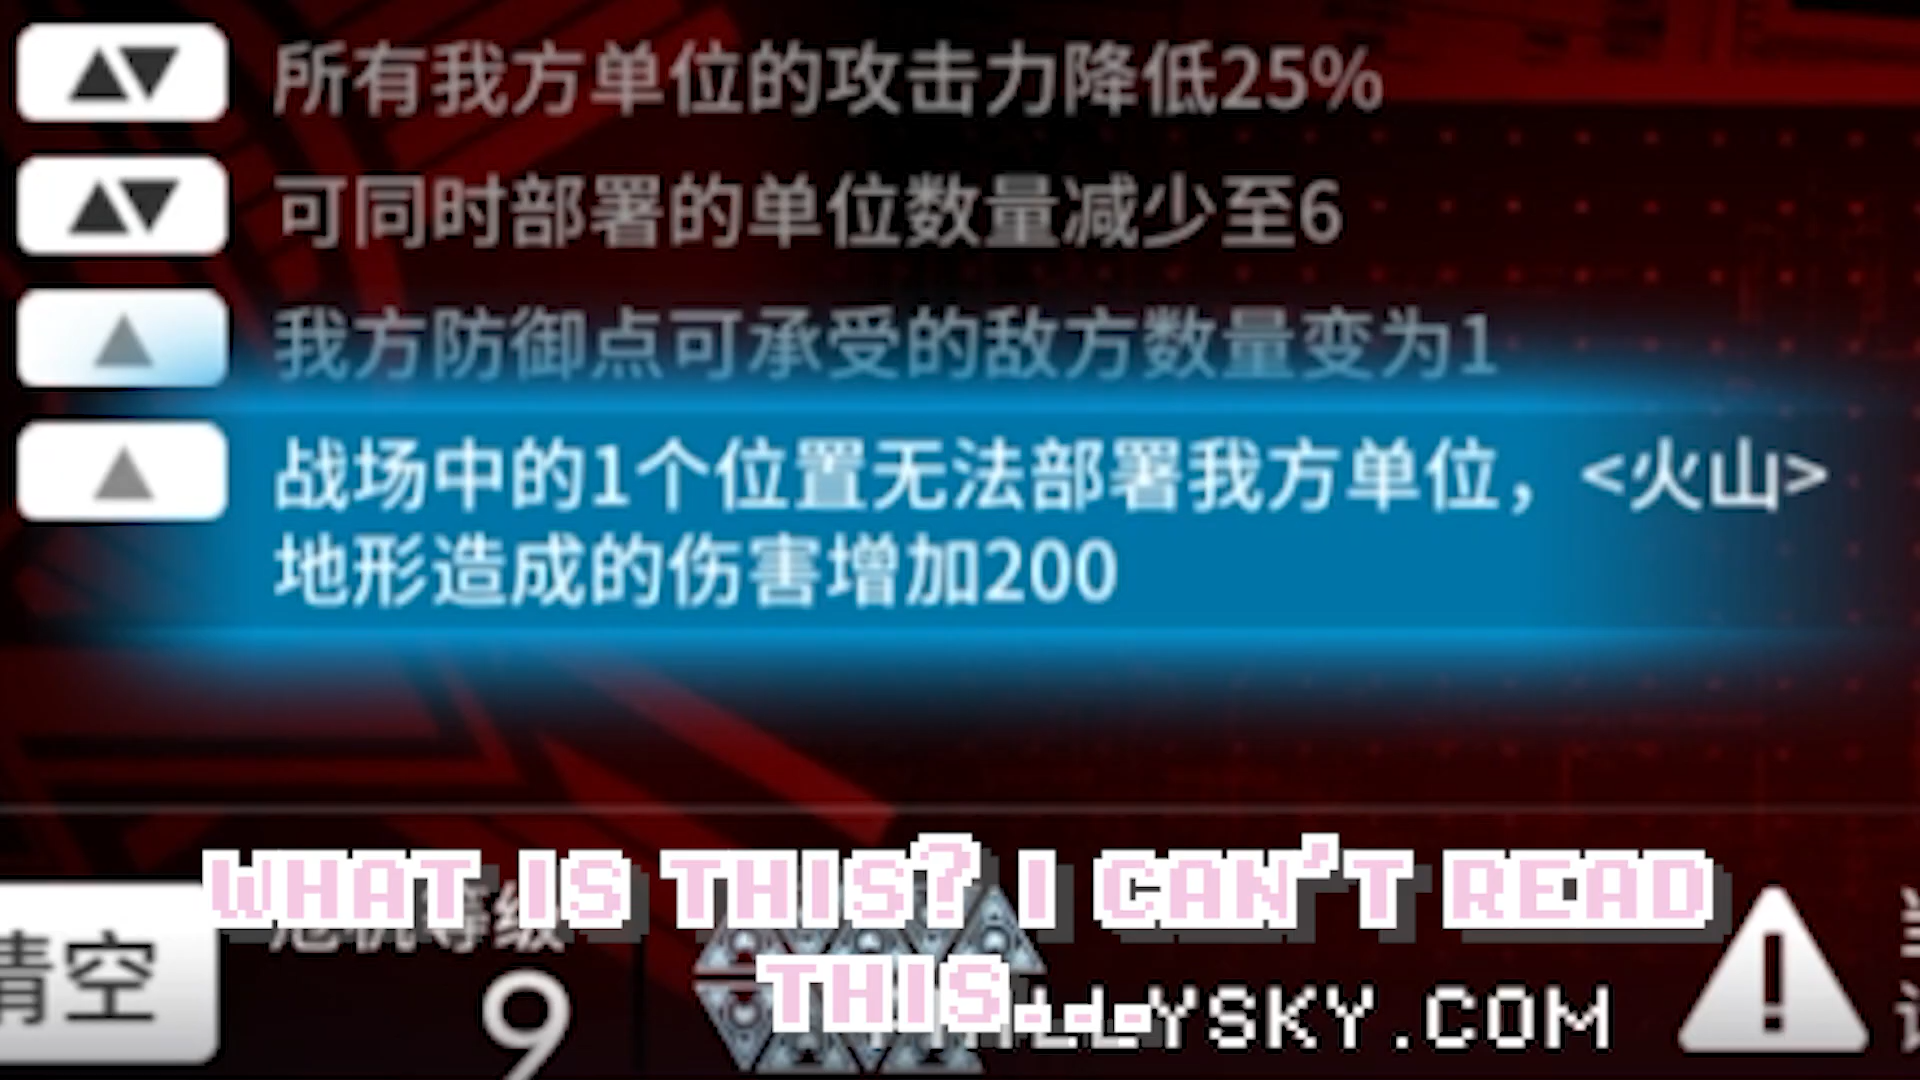 所有我方单位的攻击力降低25%
可同时部署的单位数量减少至6
我方防御点可承受的敌方数量变为1
战场中的1个位置无法部署我方单位，<火山>
地形造成的伤害增加200
WHAT IS THIS? I CAN'T READ
THIS...
危机等级
清空
9
YSKY.COM